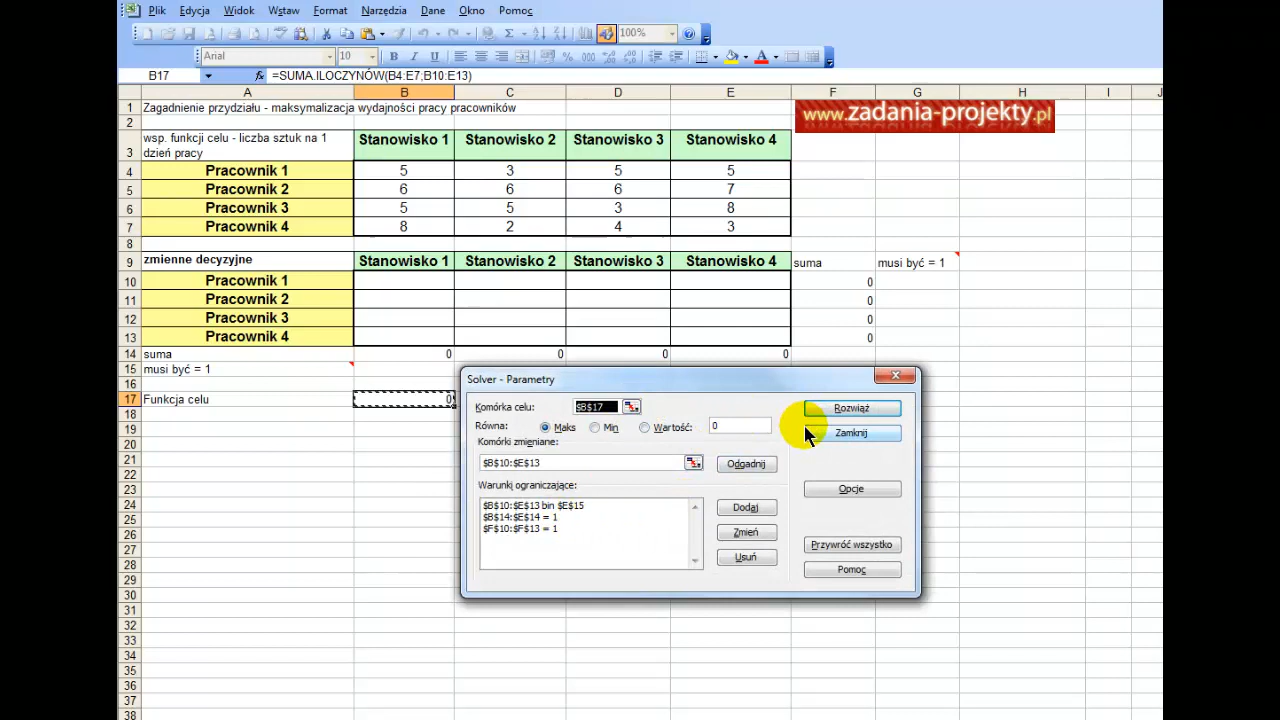 Plik Edycja Widok Wstaw Format Narzędzia Dane Okno Pomoc
100%
Arial 10 B I U
B17 fx =SUMA.ILOCZYNÓW(B4:E7;B10:E13)
A B C D E F G H I J
1 Zagadnienie przydziału - maksymalizacja wydajności pracy pracowników
www.zadania-projekty.pl
2
3 wsp. funkcji celu - liczba sztuk na 1 dzień pracy Stanowisko 1 Stanowisko 2 Stanowisko 3 Stanowisko 4
4 Pracownik 1 5 3 5 5
5 Pracownik 2 6 6 6 7
6 Pracownik 3 5 5 3 8
7 Pracownik 4 8 2 4 3
8
9 zmienne decyzyjne Stanowisko 1 Stanowisko 2 Stanowisko 3 Stanowisko 4 suma musi być = 1
10 Pracownik 1 0
11 Pracownik 2 0
12 Pracownik 3 0
13 Pracownik 4 0
14 suma 0 0 0 0
15 musi być = 1
16
17 Funkcja celu 0
18
19
20
21
22
23
24
25
26
27
28
29
30
31
32
33
34
35
36
37
38
Solver - Parametry
Komórka celu: $B$17 Rozwiąż
Równa: Maks Min Wartość: 0 Zamknij
Komórki zmieniane:
$B$10:$E$13 Odgadnij
Warunki ograniczające: Opcje
$B$10:$E$13 bin $E$15 Dodaj
$B$14:$E$14 = 1
$F$10:$F$13 = 1 Zmień
Przywróć wszystko
Usuń
Pomoc